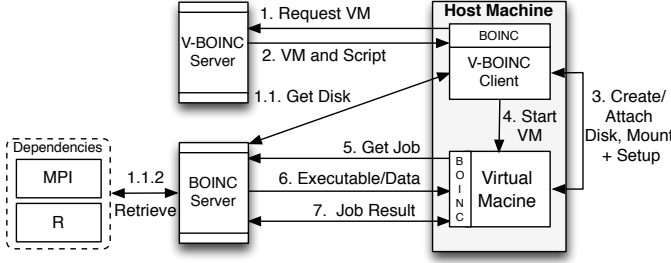 1. Request VM
Host Machine
BOINC
V-BOINC
Server
2. VM and Script
V-BOINC
Client
1.1. Get Disk
3. Create/
Attach
Disk, Mount
+ Setup
4. Start
VM
Dependencies
MPI
R
1.1.2
Retrieve
BOINC
Server
5. Get Job
6. Executable/Data
7. Job Result
BOINC
Virtual
Macine